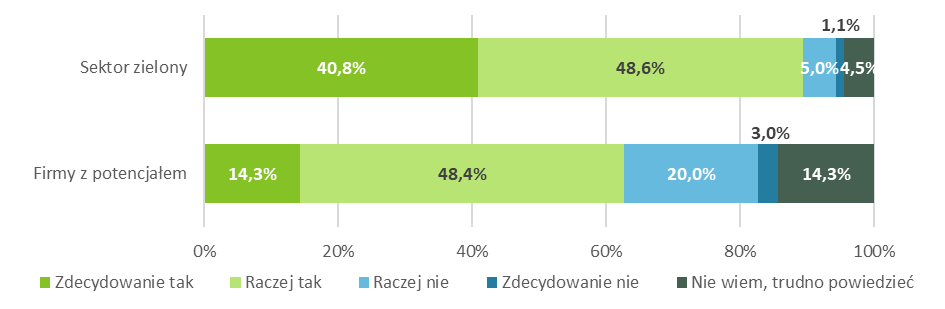 1,1%
Sektor zielony 40,8% 48,6% 5,0% 4,5%
3,0%
Firmy z potencjałem 14,3% 48,4% 20,0% 14,3%
0% 20% 40% 60% 80% 100%
Zdecydowanie tak Raczej tak Raczej nie Zdecydowanie nie Nie wiem, trudno powiedzieć